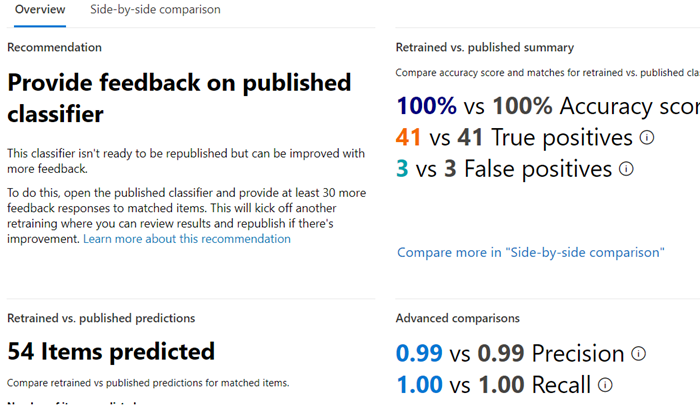 Overview
Side-by-side comparison
Recommendation
Provide feedback on published
classifier
This classifier isn't ready to be republished but can be improved with
more feedback.
To do this, open the published classifier and provide at least 30 more
feedback responses to matched items. This will kick off another
retraining where you can review results and republish if there's
improvement. Learn more about this recommendation
Retrained vs. published summary
Compare accuracy score and matches for retrained vs. published cla
100% vs 100% Accuracy scor
41 vs 41 True positives
3 vs 3 False positives
Compare more in "Side-by-side comparison"
Retrained vs. published predictions
54 Items predicted
Compare retrained vs published predictions for matched items.
Advanced comparisons
0.99 vs 0.99 Precision
1.00 vs 1.00 Recall